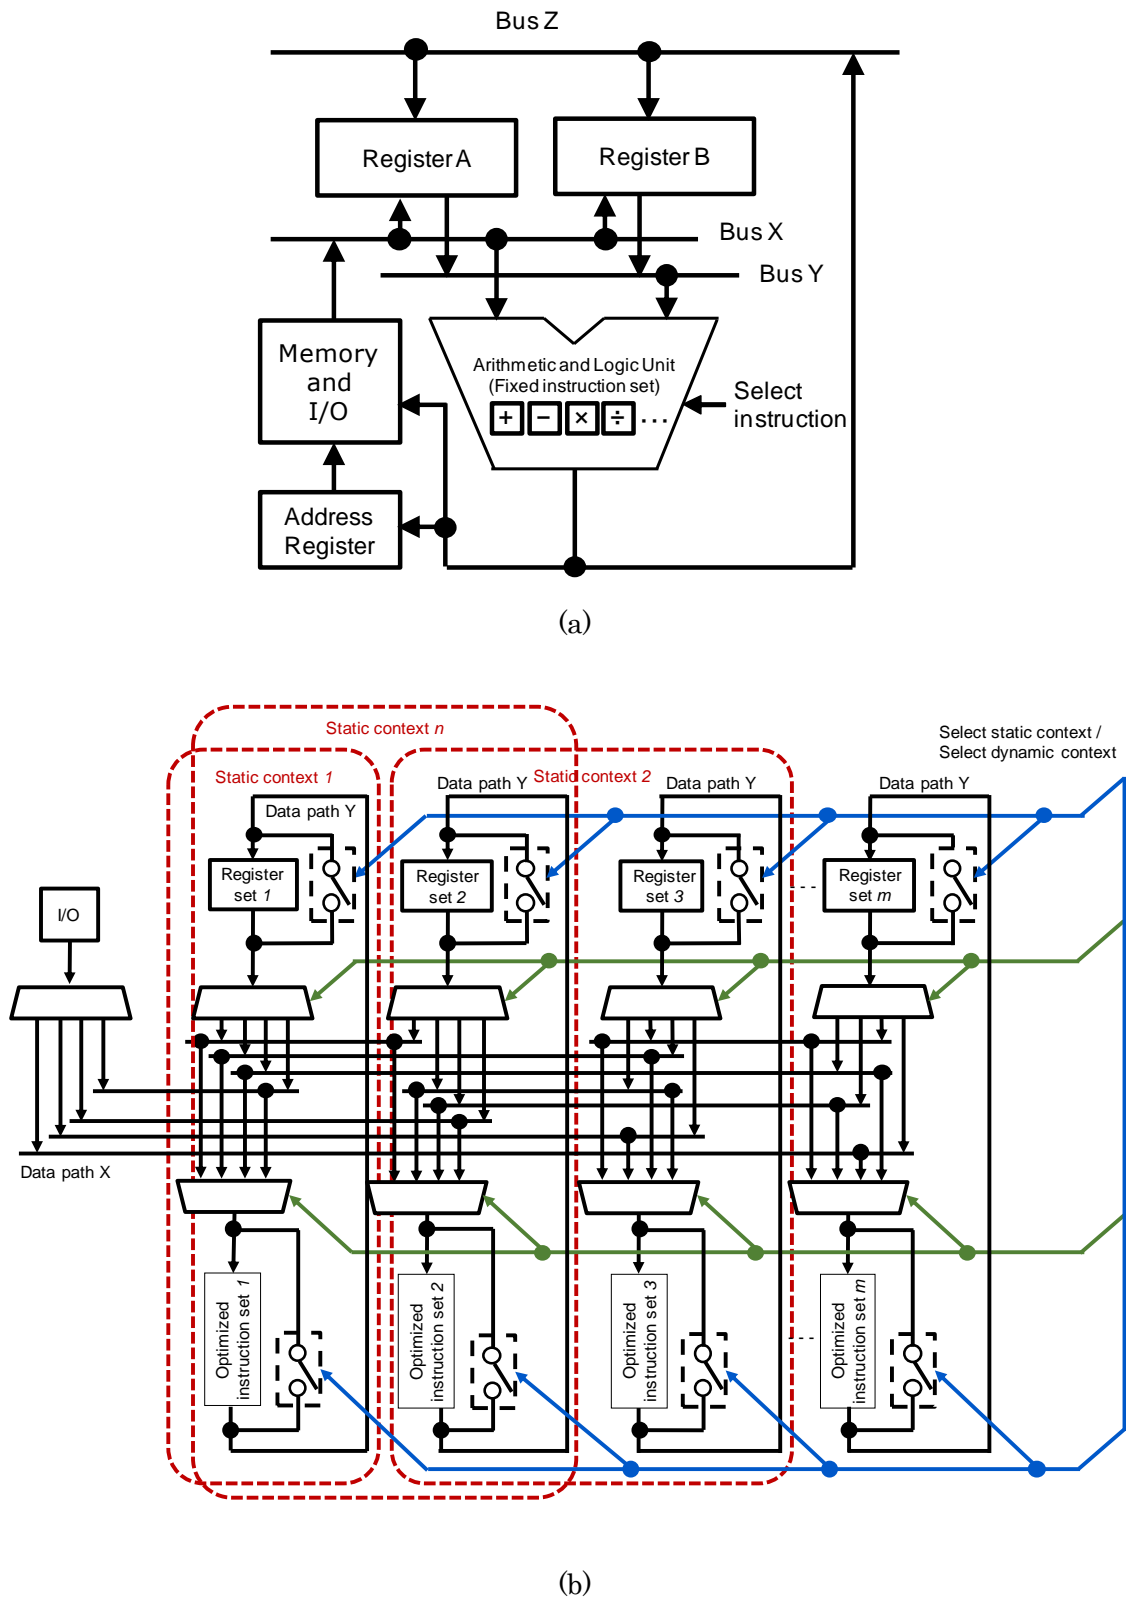 Bus Z
Register A
Register B
Bus X
Bus Y
Memory
and
I/O
Arithmetic and Logic Unit
(Fixed instruction set)
+ − × ÷ ...
Select
instruction
Address
Register
(a)
Static context n
Select static context /
Select dynamic context
Static context 1
Static context 2
Data path Y
Data path Y
Data path Y
Data path Y
Register
set 1
Register
set 2
Register
set 3
Register
set m
I/O
Data path X
Optimized
instruction set 1
Optimized
instruction set 2
Optimized
instruction set 3
Optimized
instruction set m
(b)